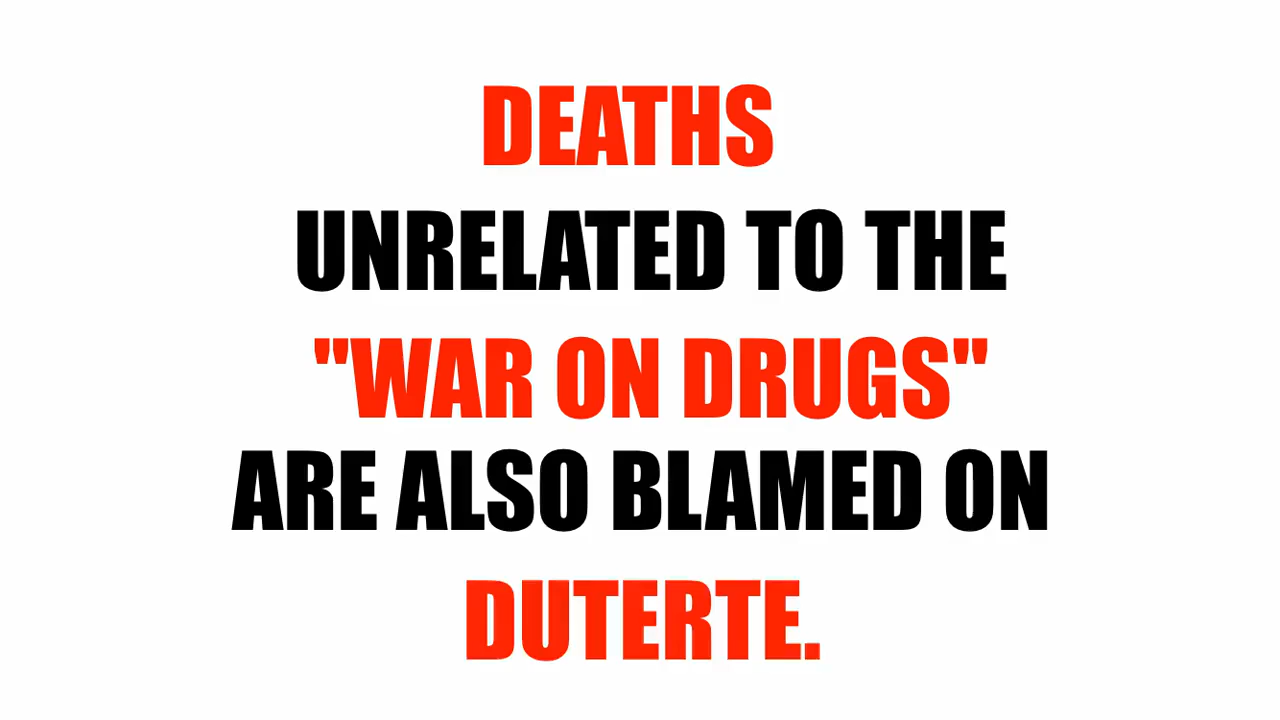 DEATHS
UNRELATED TO THE
"WAR ON DRUGS"
ARE ALSO BLAMED ON
DUTERTE.